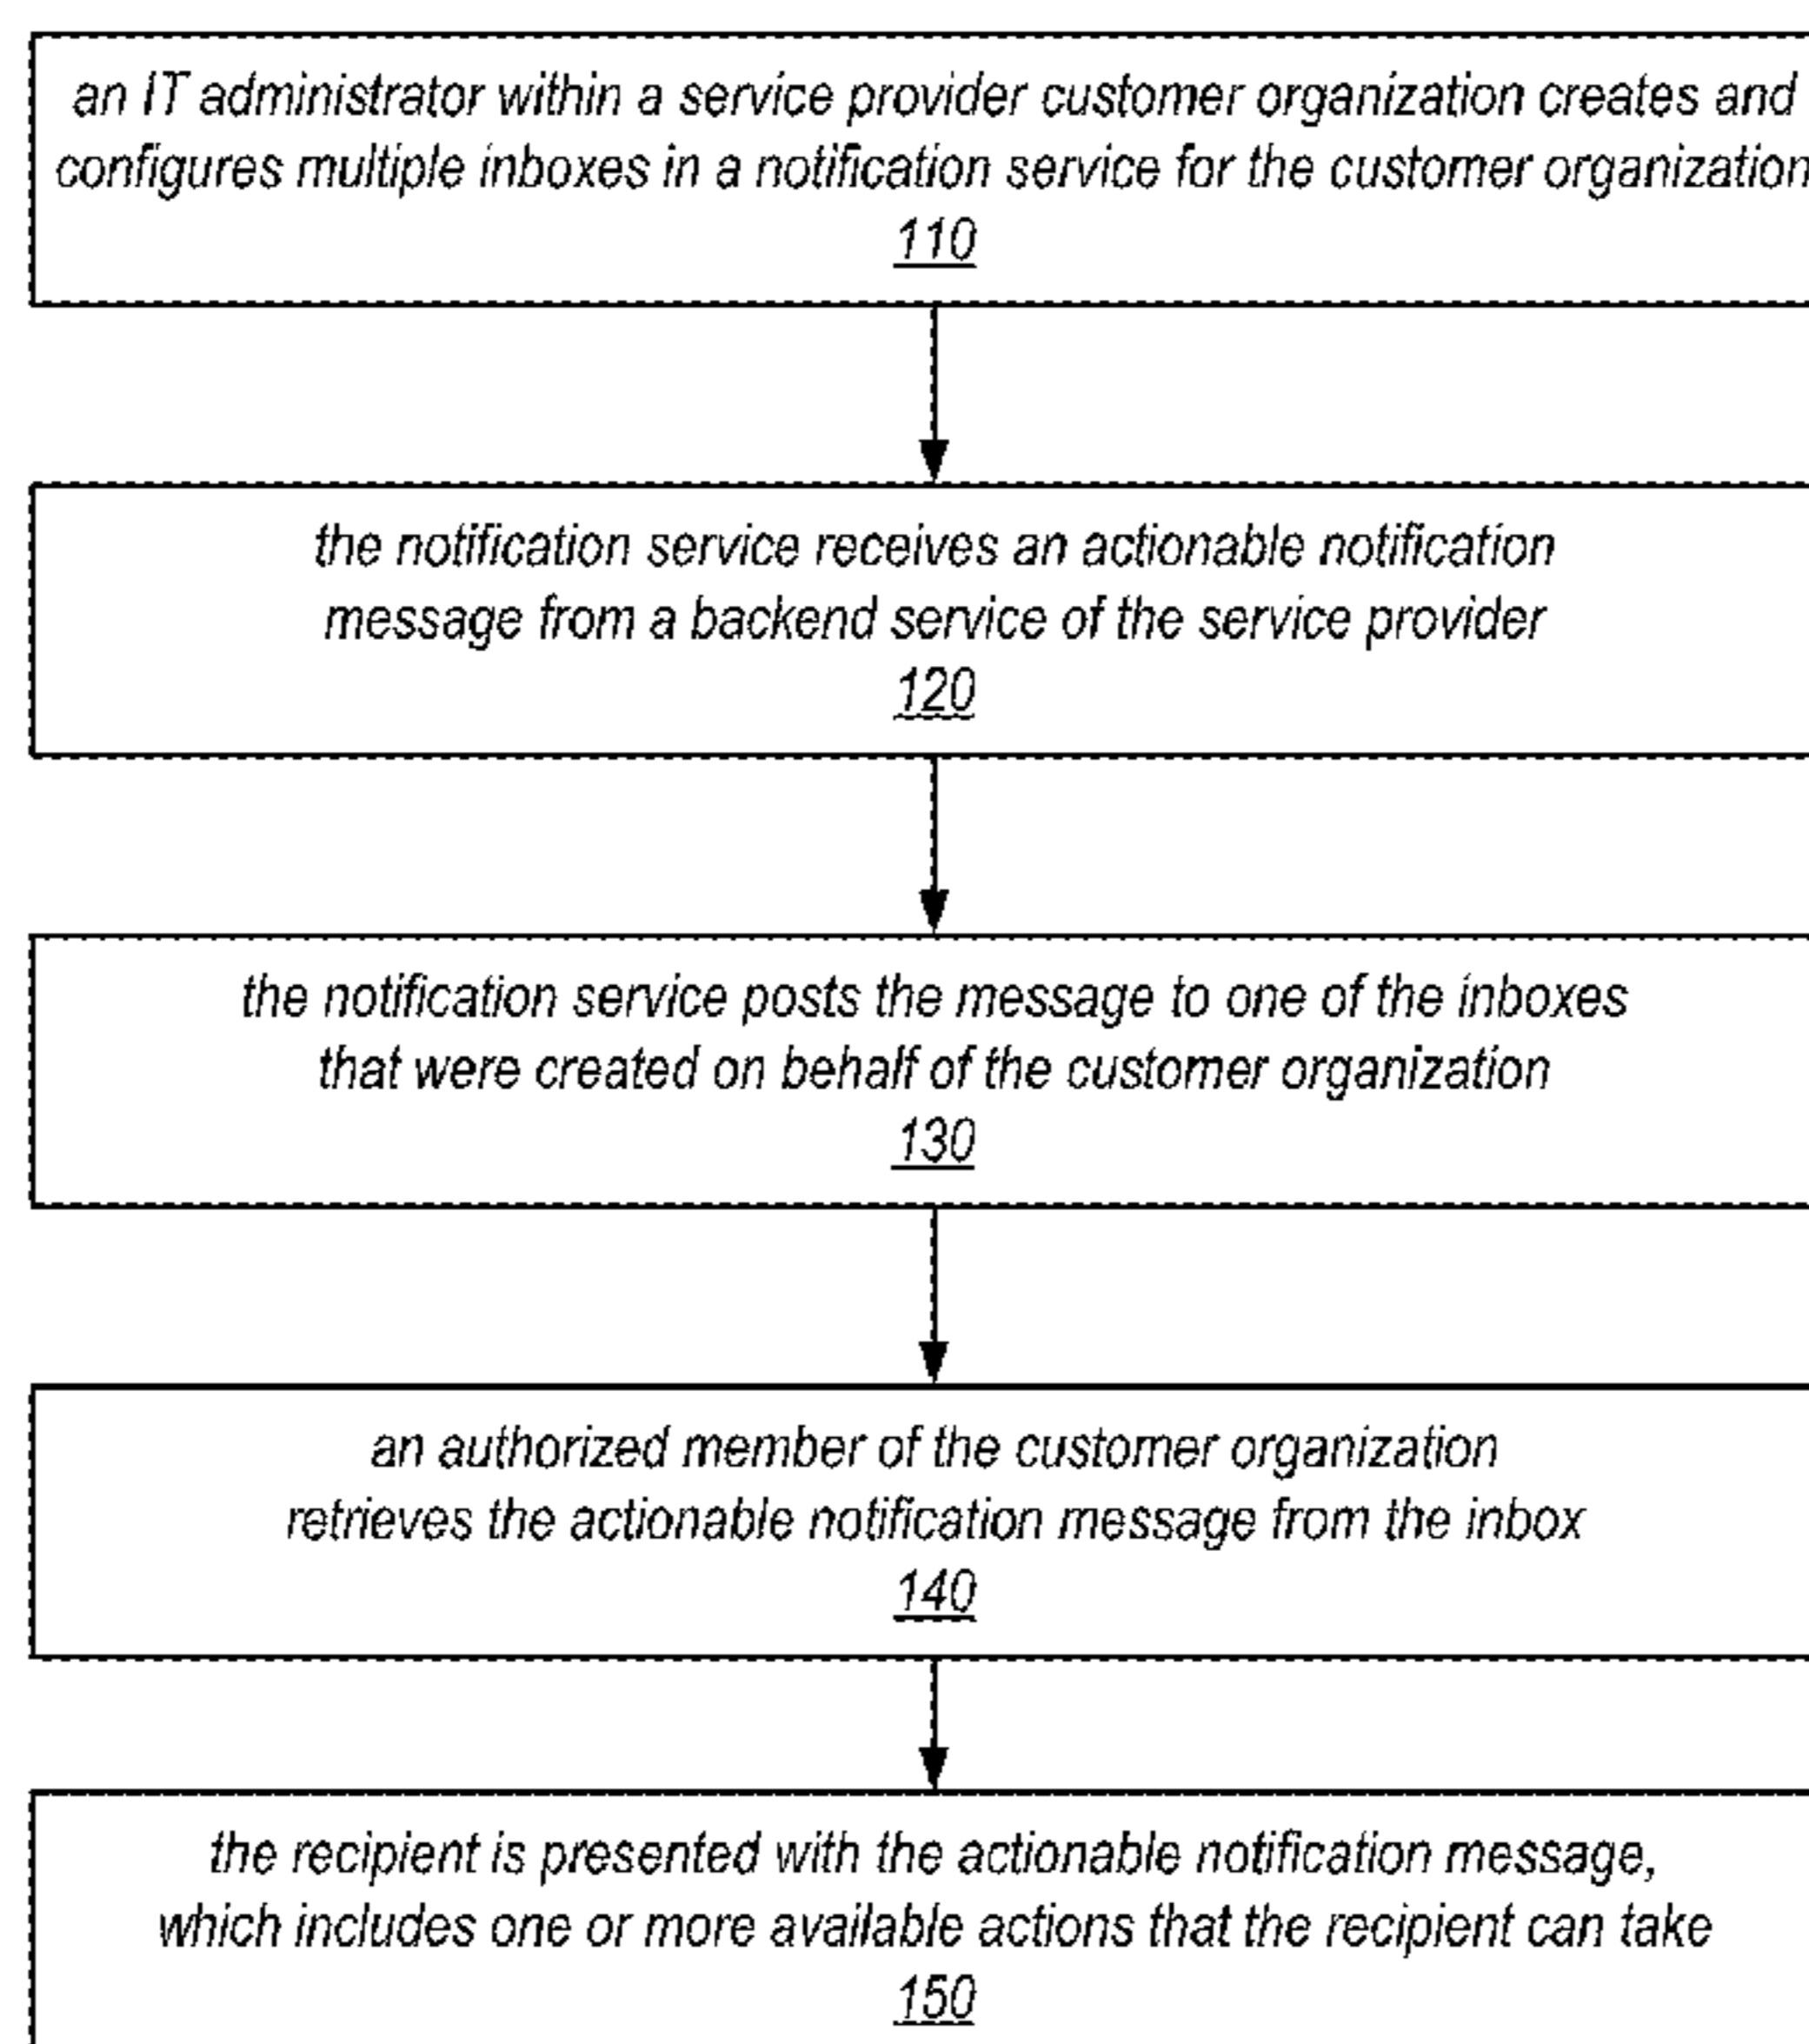 an IT administrator within a service provider customer organization creates and
configures multiple inboxes in a notification service for the customer organization
110
the notification service receives an actionable notification
message from a backend service of the service provider
120
the notification service posts the message to one of the inboxes
that were created on behalf of the customer organization
130
an authorized member of the customer organization
retrieves the actionable notification message from the inbox
140
the recipient is presented with the actionable notification message,
which includes one or more available actions that the recipient can take
150